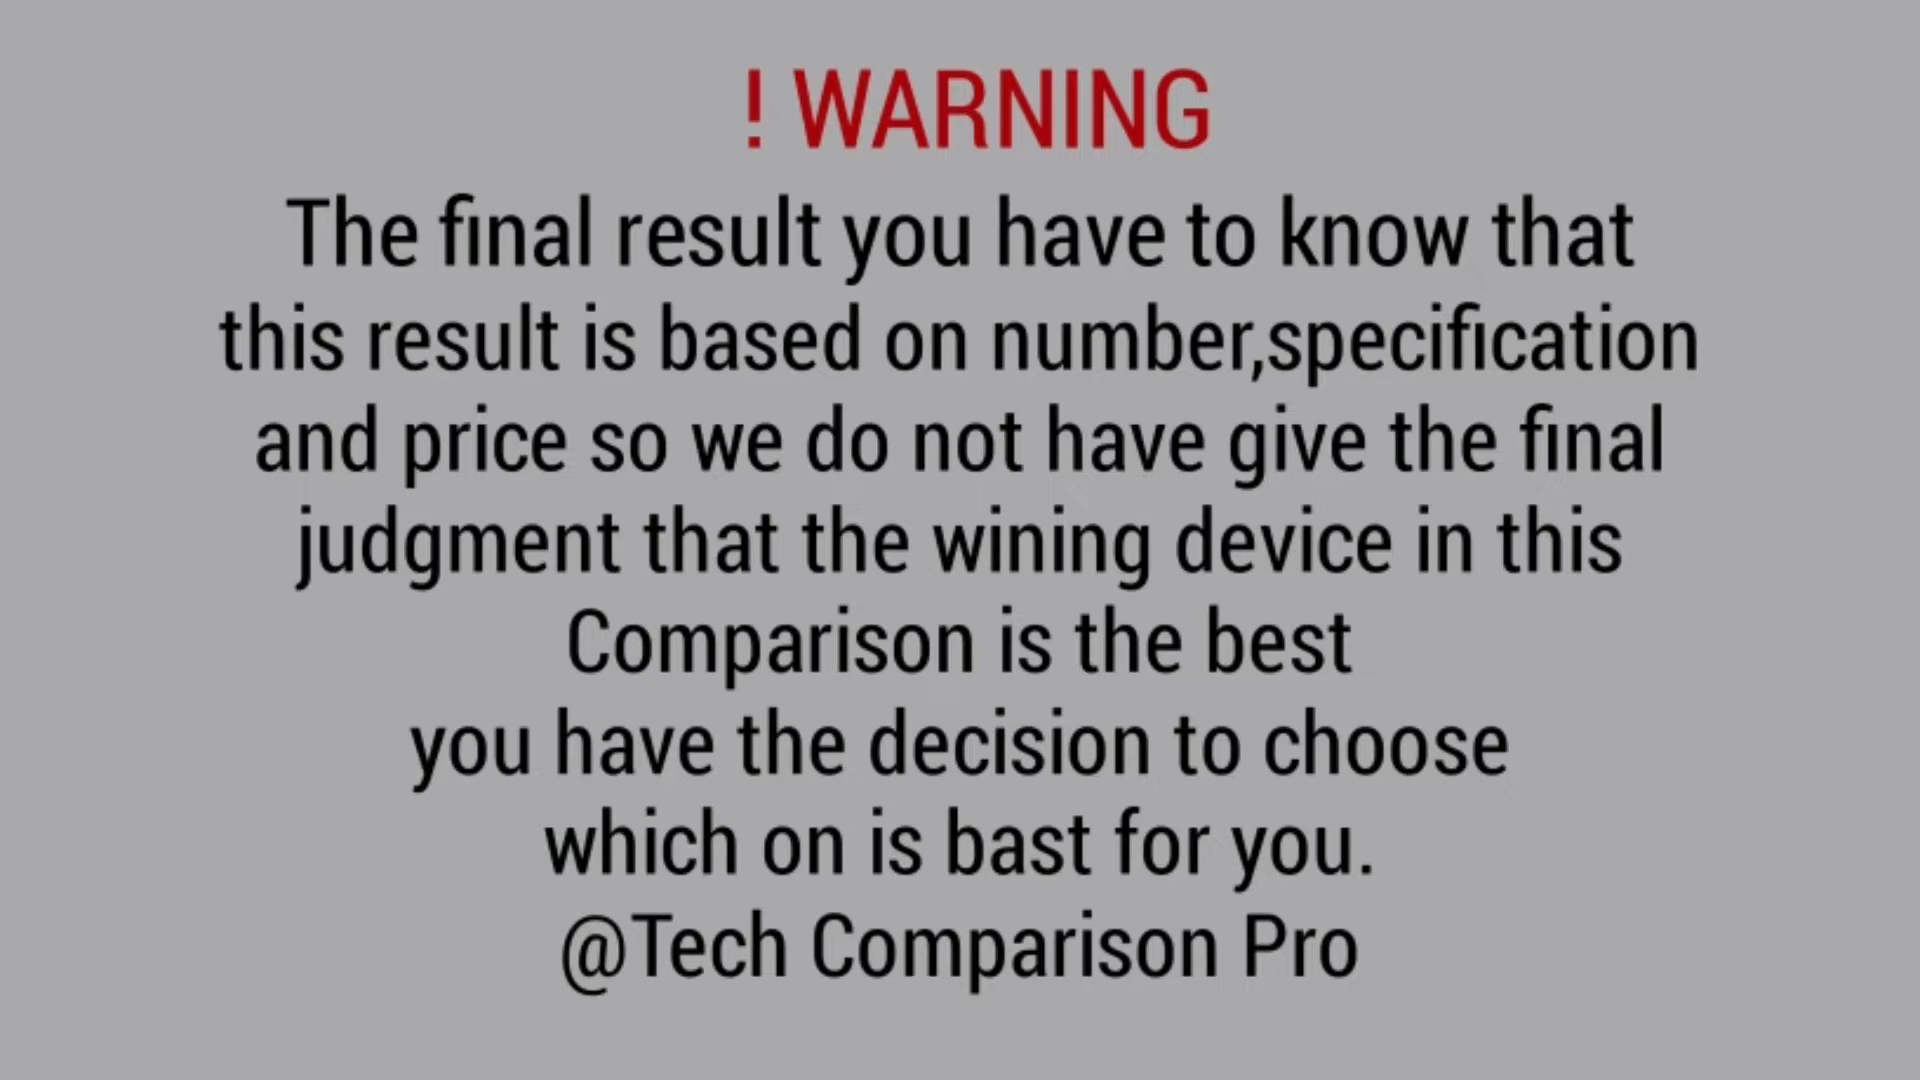 ! WARNING
The final result you have to know that
this result is based on number,specification
and price so we do not have give the final
judgment that the wining device in this
Comparison is the best
you have the decision to choose
which on is bast for you.
@Tech Comparison Pro